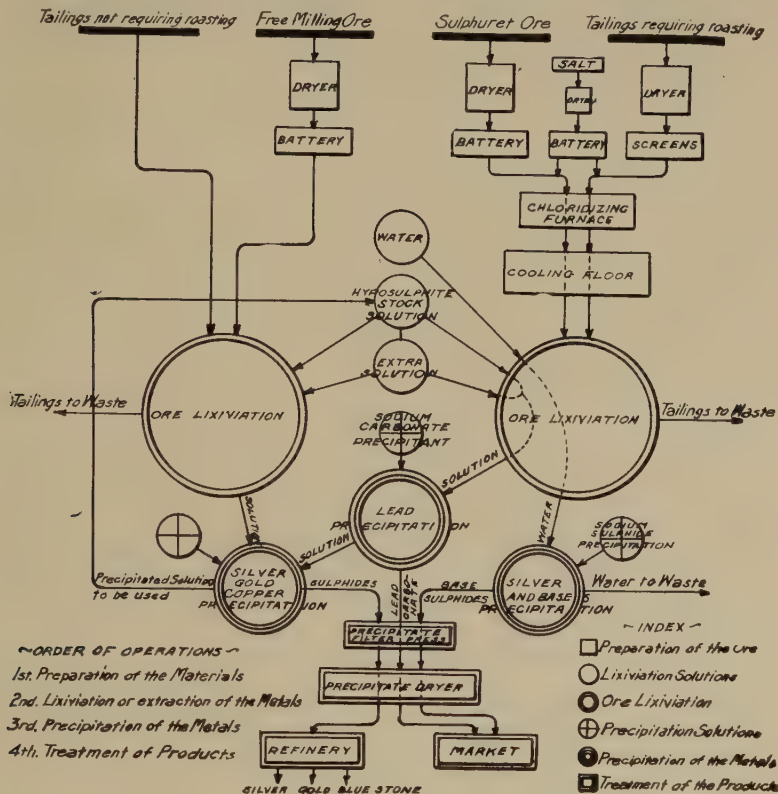 Tailings not requiring roasting
Free Milling Ore
Sulphuret Ore
Tailings requiring roasting
DRYER
BATTERY
DRYER
BATTERY
SALT
DRYER
BATTERY
DRYER
SCREENS
CHLORIDIZING
FURNACE
COOLING FLOOR
WATER
HYPOSULPHITE
STOCK
SOLUTION
EXTRA
SOLUTION
ORE LIXIVIATION
Tailings to Waste
ORE LIXIVIATION
Tailings to Waste
SODIUM
CARBONATE
PRECIPITANT
SOLUTION
WATER
LEAD
PRECIPITATION
SOLUTION
SODIUM
SULPHIDE
PRECIPITATION
Precipitated Solution
to be used
SILVER
GOLD
COPPER
PRECIPITATION
SULPHIDES
LEAD
CARBO-
NATE
BASE
SULPHIDES
SILVER
AND BASE
PRECIPITATION
Water to Waste
PRECIPITATE
FILTER PRESS
PRECIPITATE DRYER
REFINERY
MARKET
SILVER GOLD BLUE STONE
~ORDER OF OPERATIONS~
1st. Preparation of the Materials
2nd. Lixiviation or extraction of the Metals
3rd. Precipitation of the Metals
4th. Treatment of Products
~INDEX~
Preparation of the Ore
Lixiviation Solutions
Ore Lixiviation
Precipitation Solutions
Precipitation of the Metals
Treatment of the Products